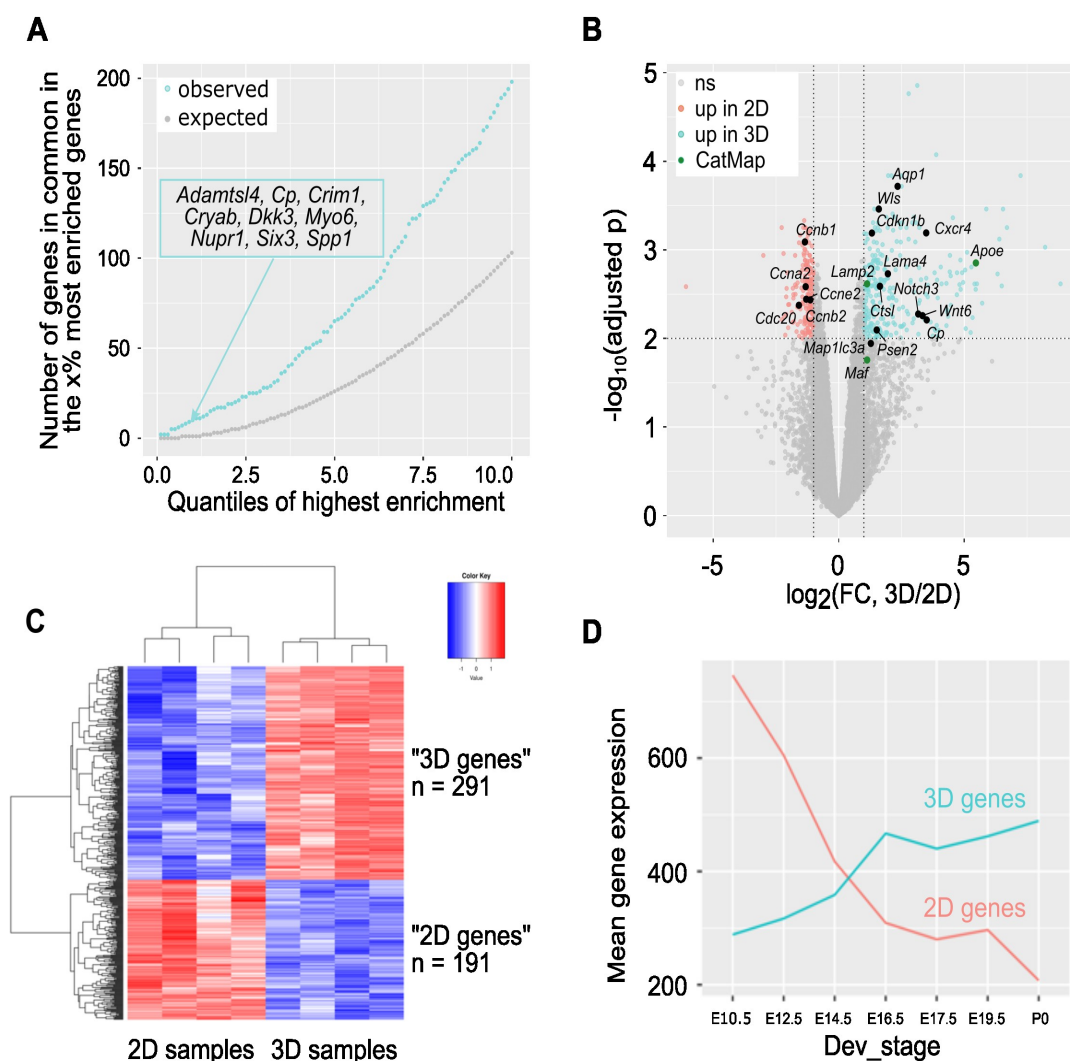 A
Number of genes in common in
the x% most enriched genes
200
150
100
50
0
observed
expected
Adamtsl4, Cp, Crim1,
Cryab, Dkk3, Myo6,
Nupr1, Six3, Spp1
0.0 2.5 5.0 7.5 10.0
Quantiles of highest enrichment
B
-log10(adjusted p)
5
4
3
2
1
0
ns
up in 2D
up in 3D
CatMap
Aqp1
Wls
Cdkn1b
Ccnb1
Cxcr4
Apoe
Lama4
Ccna2
Lamp2
Notch3
Ccne2
Ctsl
Wnt6
Cdc20
Ccnb2
Cp
Map1lc3a
Psen2
Maf
-5 0 5
log2(FC, 3D/2D)
C
Color Key
-1 0 1
Value
"3D genes"
n = 291
"2D genes"
n = 191
2D samples 3D samples
D
Mean gene expression
600
400
200
3D genes
2D genes
E10.5 E12.5 E14.5 E16.5 E17.5 E19.5 P0
Dev_stage